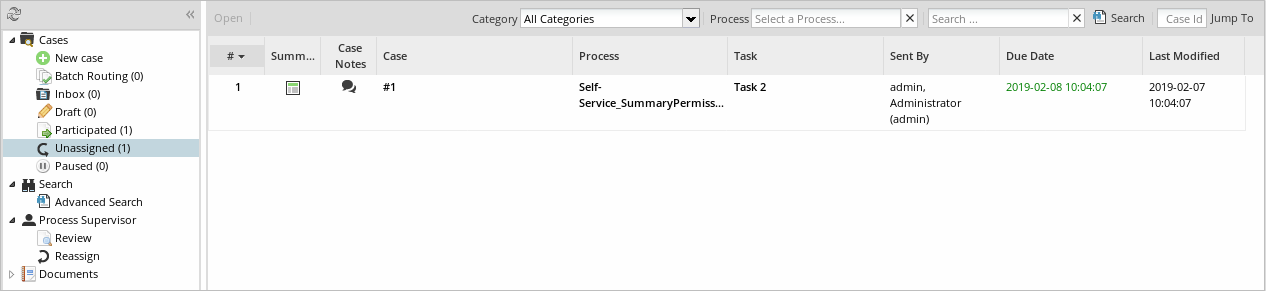 Open
Category All Categories Process Select a Process... Search ... Search Case Id Jump To
Cases
New case
Batch Routing (0)
Inbox (0)
Draft (0)
Participated (1)
Unassigned (1)
Paused (0)
Search
Advanced Search
Process Supervisor
Review
Reassign
Documents
# Summ... Case Notes Case Process Task Sent By Due Date Last Modified
1 #1 Self- Task 2 admin, 2019-02-08 10:04:07 2019-02-07
Service_SummaryPermiss... Administrator 10:04:07
(admin)